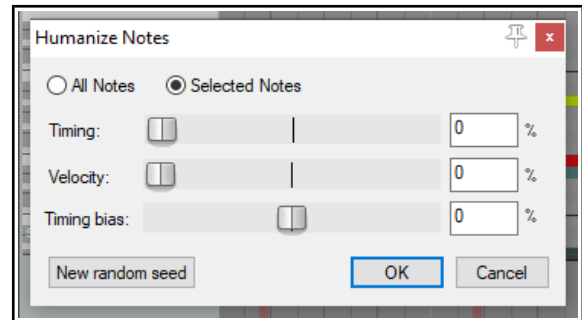 Humanize Notes
All Notes Selected Notes
Timing: 0 %
Velocity: 0 %
Timing bias: 0 %
New random seed OK Cancel